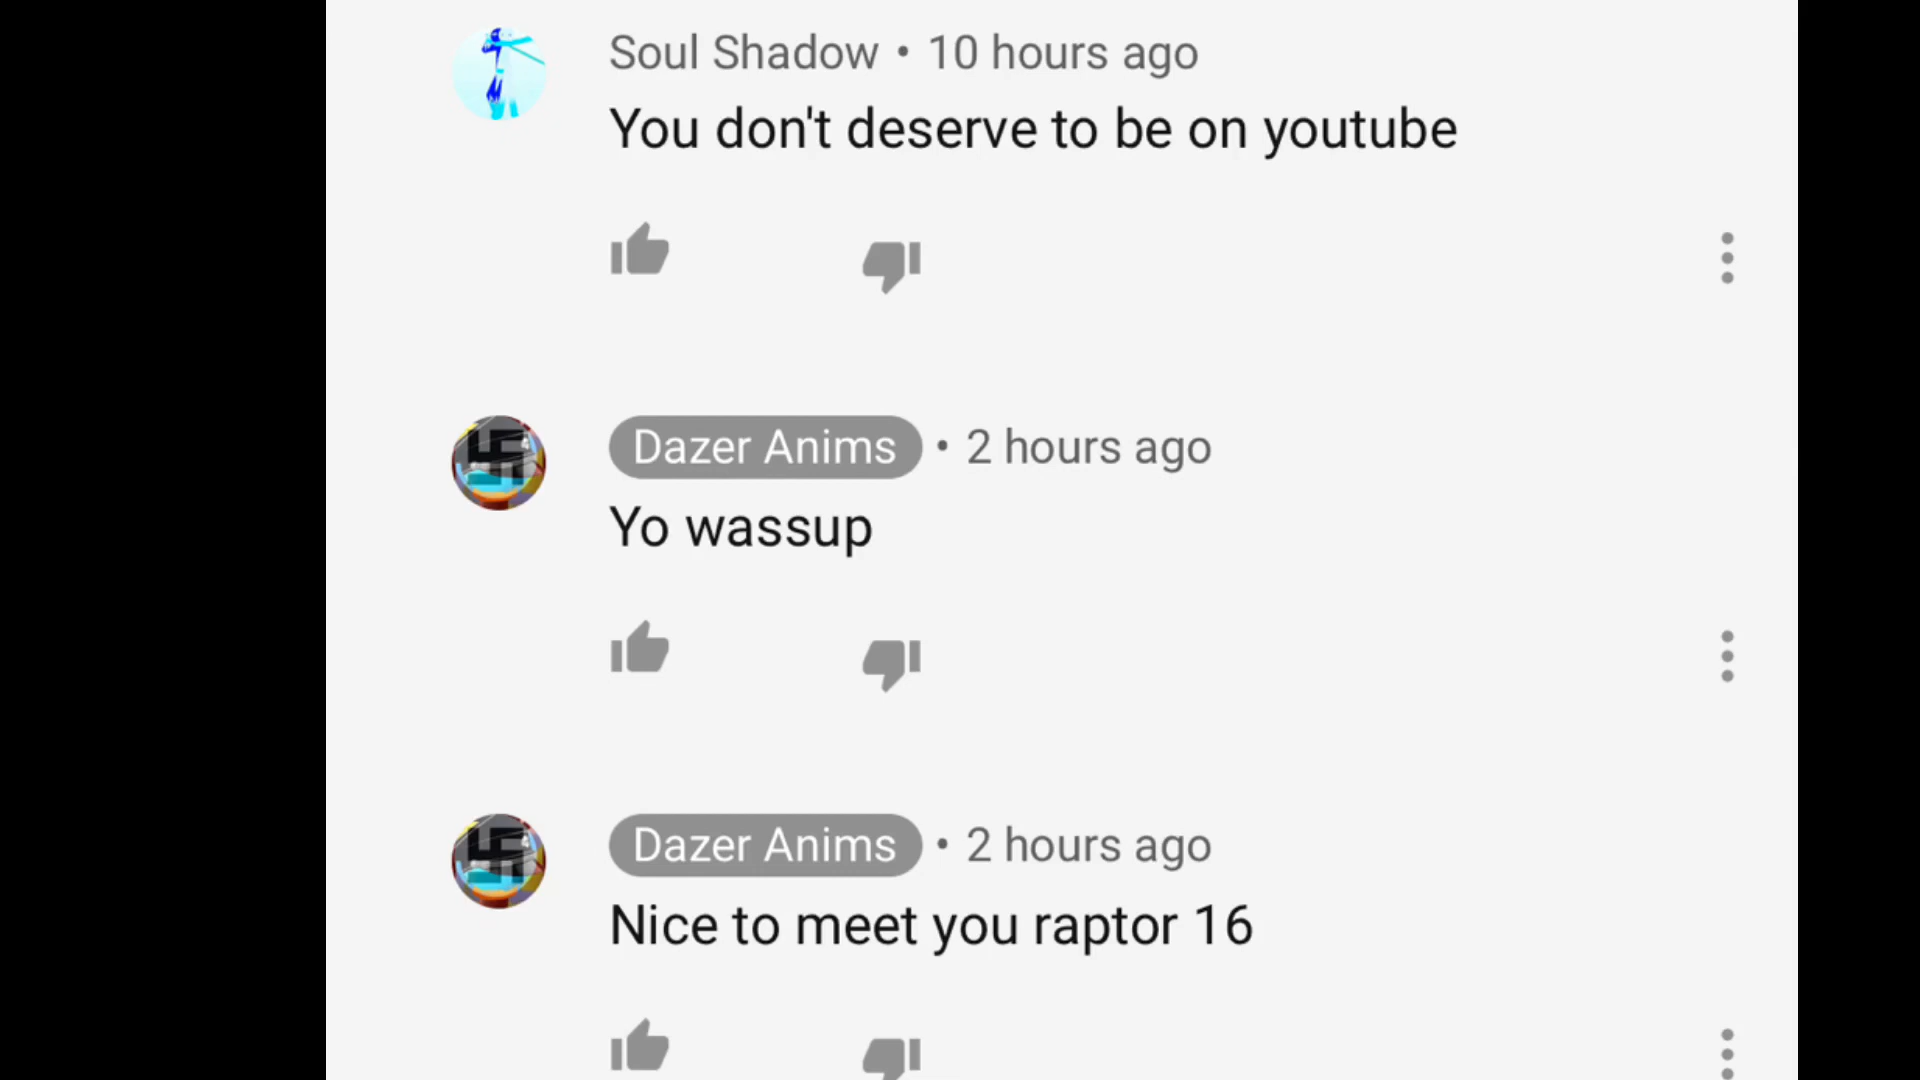 Soul Shadow • 10 hours ago
You don't deserve to be on youtube
Dazer Anims • 2 hours ago
Yo wassup
Dazer Anims • 2 hours ago
Nice to meet you raptor 16